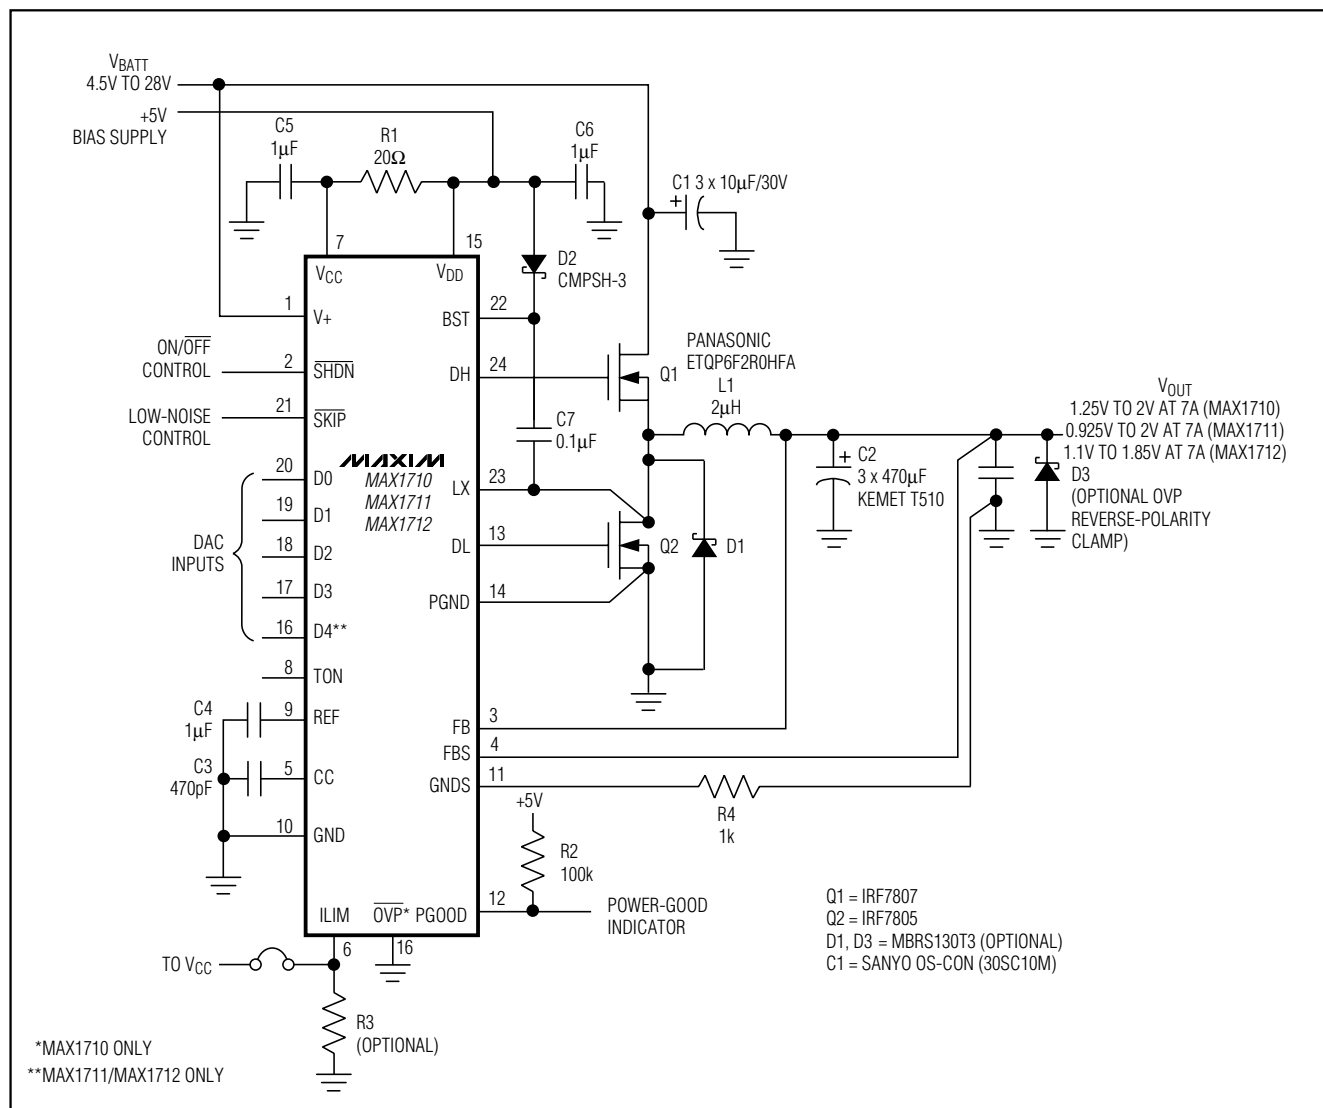 VBATT
4.5V TO 28V
+5V
BIAS SUPPLY
C5
1μF
R1
20Ω
C6
1μF
C1 3 x 10μF/30V
+
7
15
VCC
VDD
D2
CMPSH-3
1
V+
22
BST
ON/OFF
CONTROL
2
SHDN
24
DH
Q1
PANASONIC
ETQP6F2R0HFA
L1
2μH
LOW-NOISE
CONTROL
21
SKIP
C7
0.1μF
VOUT
1.25V TO 2V AT 7A (MAX1710)
0.925V TO 2V AT 7A (MAX1711)
1.1V TO 1.85V AT 7A (MAX1712)
MAXIM
MAX1710
MAX1711
MAX1712
+
C2
3 x 470μF
KEMET T510
D3
(OPTIONAL OVP
REVERSE-POLARITY
CLAMP)
DAC
INPUTS
20
D0
19
D1
18
D2
17
D3
16
D4**
23
LX
13
DL
Q2
D1
14
PGND
8
TON
C4
1μF
9
REF
3
FB
4
FBS
C3
470pF
5
CC
11
GNDS
R4
1k
10
GND
+5V
R2
100k
ILIM
OVP*
PGOOD
12
POWER-GOOD
INDICATOR
6
16
TO VCC
R3
(OPTIONAL)
Q1 = IRF7807
Q2 = IRF7805
D1, D3 = MBRS130T3 (OPTIONAL)
C1 = SANYO OS-CON (30SC10M)
*MAX1710 ONLY
**MAX1711/MAX1712 ONLY